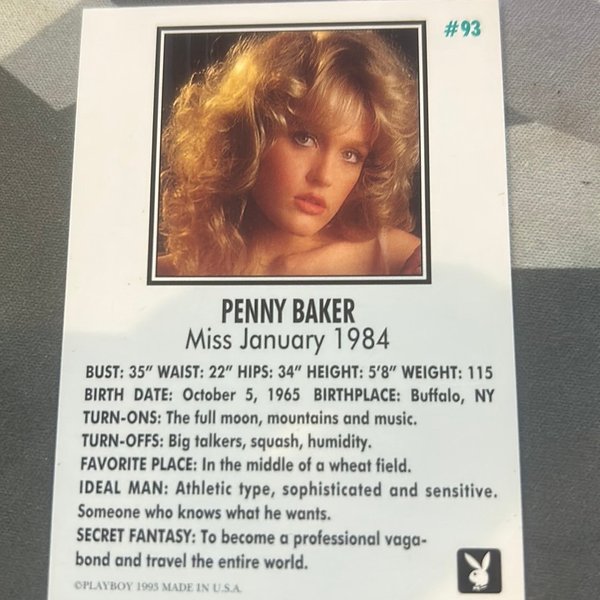 #93
PENNY BAKER
Miss January 1984
BUST: 35" WAIST: 22" HIPS: 34" HEIGHT: 5'8" WEIGHT: 115
BIRTH DATE: October 5, 1965 BIRTHPLACE: Buffalo, NY
TURN-ONS: The full moon, mountains and music.
TURN-OFFS: Big talkers, squash, humidity.
FAVORITE PLACE: In the middle of a wheat field.
IDEAL MAN: Athletic type, sophisticated and sensitive.
Someone who knows what he wants.
SECRET FANTASY: To become a professional vaga-
bond and travel the entire world.
©PLAYBOY 1995 MADE IN U.S.A.